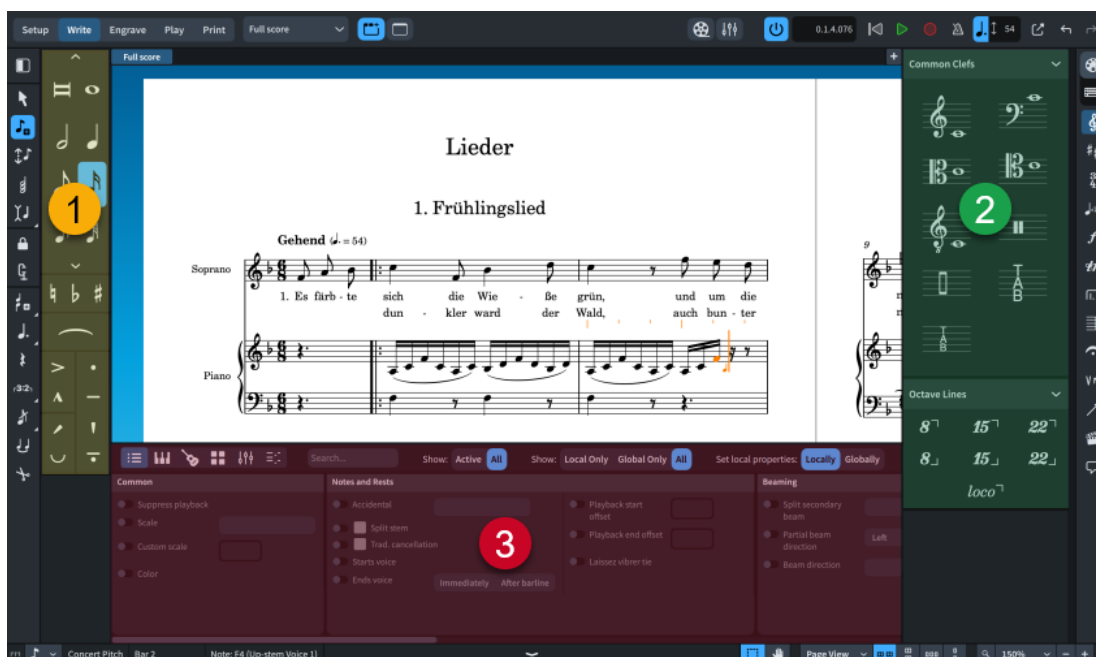 Setup Write Engrave Play Print Full score 0.1.4.076 54
Full score
Common Clefs
Lieder
1. Frühlingslied
Gehend (♩. = 54)
9
Soprano
1. Es färb - te sich die Wie - ße grün, und um die
dun - kler ward der Wald, auch bun - ter
Piano
Octave Lines
8 15 22
8 15 22
loco
1
2
3
Search... Show: Active All Show: Local Only Global Only All Set local properties: Locally Globally
Common Notes and Rests Beaming
Suppress playback Accidental Playback start offset Split secondary beam
Scale Split stem Playback end offset Partial beam direction Left
Custom scale Trad. cancellation
Starts voice Laissez vibrer tie Beam direction
Color Ends voice Immediately After barline
Concert Pitch Bar 2 Note: F4 (Up-stem Voice 1) Page View 150%